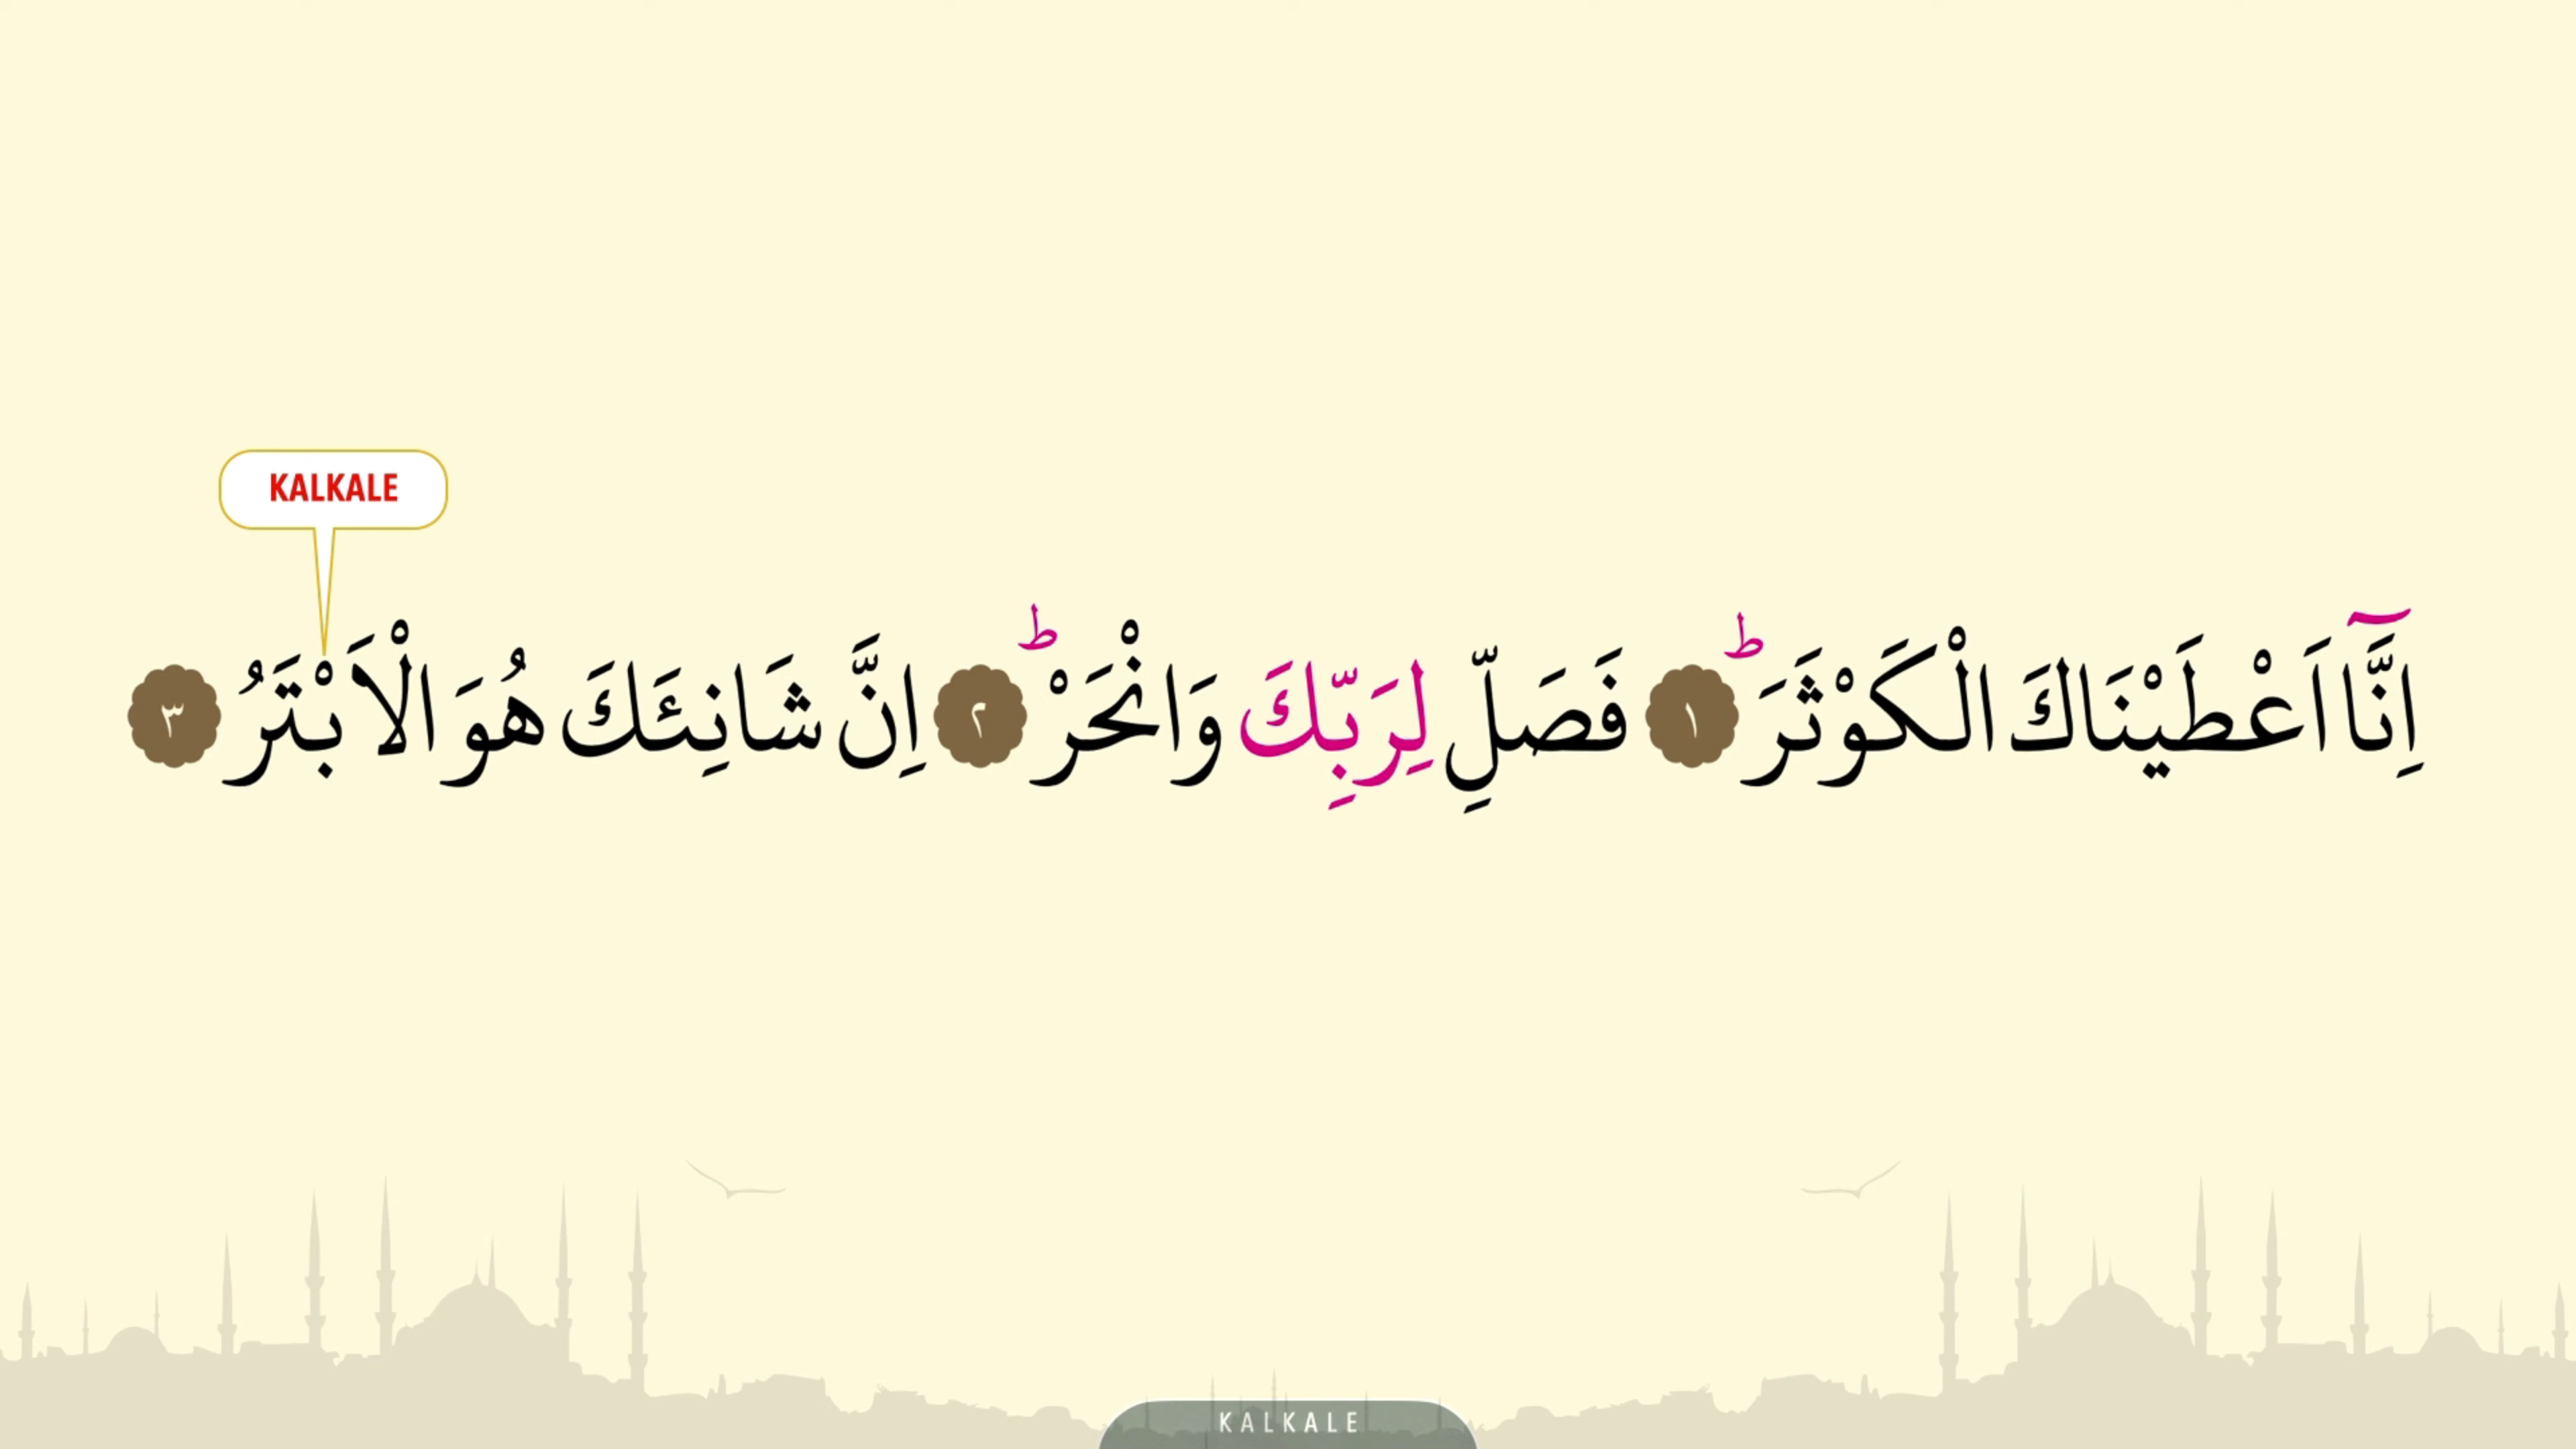 KALKALE
اِنَّٓا اَعْطَيْنَاكَ الْكَوْثَرَۜ ﴿١﴾ فَصَلِّ لِرَبِّكَ وَانْحَرْۜ ﴿٢﴾ اِنَّ شَانِئَكَ هُوَ الْاَبْتَرُ ﴿٣﴾
KALKALE